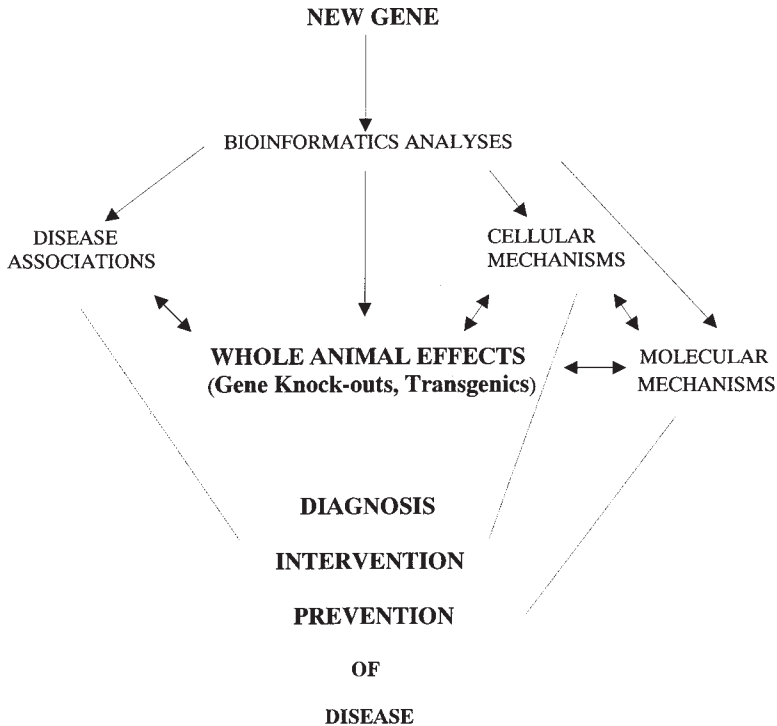 NEW GENE
BIOINFORMATICS ANALYSES
DISEASE
ASSOCIATIONS
CELLULAR
MECHANISMS
WHOLE ANIMAL EFFECTS
(Gene Knock-outs, Transgenics)
MOLECULAR
MECHANISMS
DIAGNOSIS
INTERVENTION
PREVENTION
OF
DISEASE